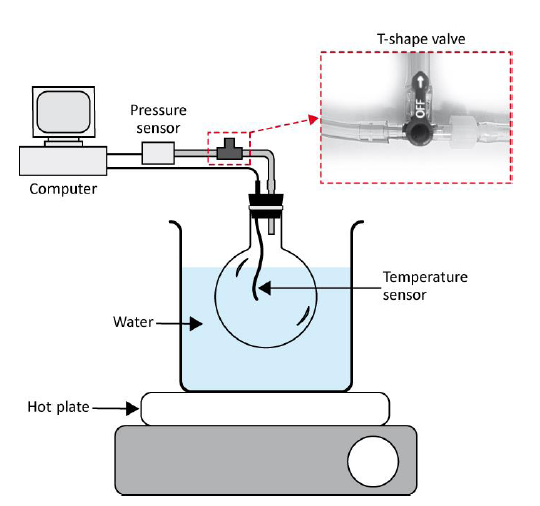 T-shape valve
OFF
Pressure
sensor
Computer
Temperature
sensor
Water
Hot plate